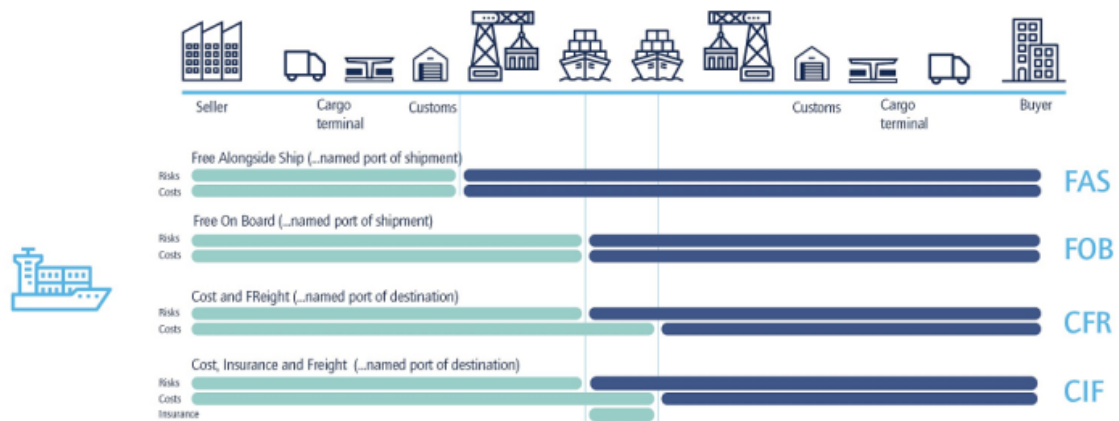 Seller
Cargo
terminal
Customs
Customs
Cargo
terminal
Buyer
Free Alongside Ship (...named port of shipment)
Risks
Costs
FAS
Free On Board (...named port of shipment)
Risks
Costs
FOB
Cost and FReight (...named port of destination)
Risks
Costs
CFR
Cost, Insurance and Freight (...named port of destination)
Risks
Costs
Insurance
CIF